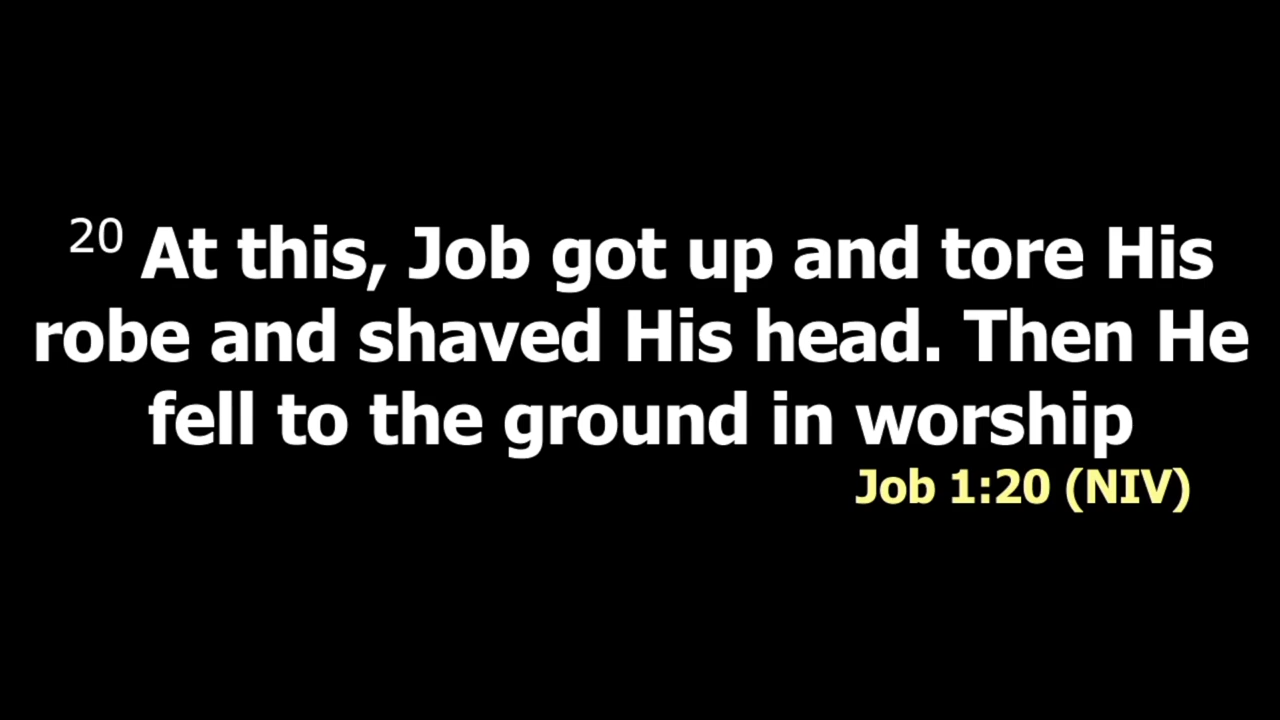 20 At this, Job got up and tore His
robe and shaved His head. Then He
fell to the ground in worship
Job 1:20 (NIV)